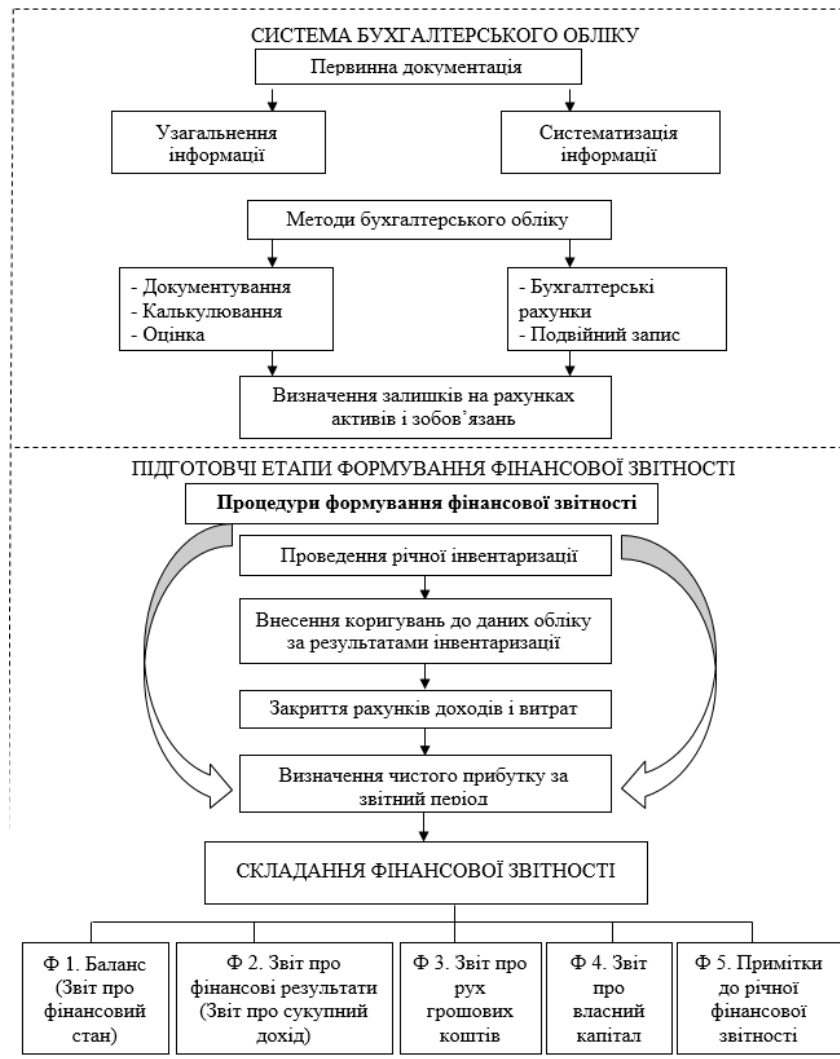 СИСТЕМА БУХГАЛТЕРСЬКОГО ОБЛІКУ
Первинна документація
Узагальнення
інформації
Систематизація
інформації
Методи бухгалтерського обліку
- Документування
- Калькулювання
- Оцінка
- Бухгалтерські
рахунки
- Подвійний запис
Визначення залишків на рахунках
активів і зобов’язань
ПІДГОТОВЧІ ЕТАПИ ФОРМУВАННЯ ФІНАНСОВОЇ ЗВІТНОСТІ
Процедури формування фінансової звітності
Проведення річної інвентаризації
Внесення коригувань до даних обліку
за результатами інвентаризації
Закриття рахунків доходів і витрат
Визначення чистого прибутку за
звітний період
СКЛАДАННЯ ФІНАНСОВОЇ ЗВІТНОСТІ
Ф 1. Баланс
(Звіт про
фінансовий
стан)
Ф 2. Звіт про
фінансові результати
(Звіт про сукупний
дохід)
Ф 3. Звіт про
рух
грошових
коштів
Ф 4. Звіт
про
власний
капітал
Ф 5. Примітки
до річної
фінансової
звітності